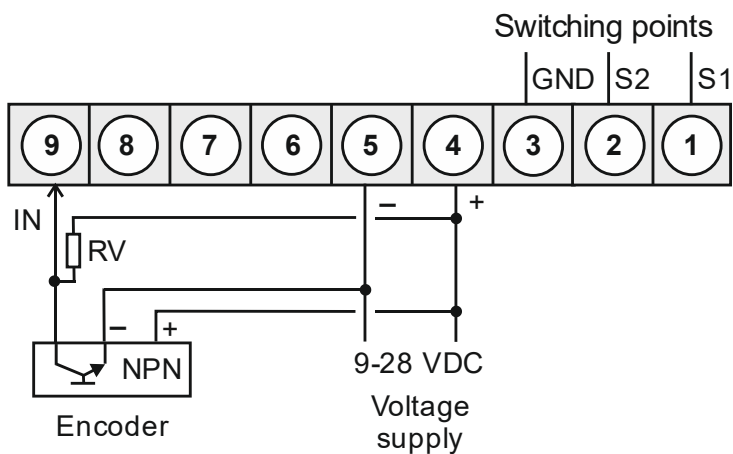 Switching points
GND S2 S1
9 8 7 6 5 4 3 2 1
IN − +
RV
− +
NPN
9-28 VDC
Encoder
Voltage
supply